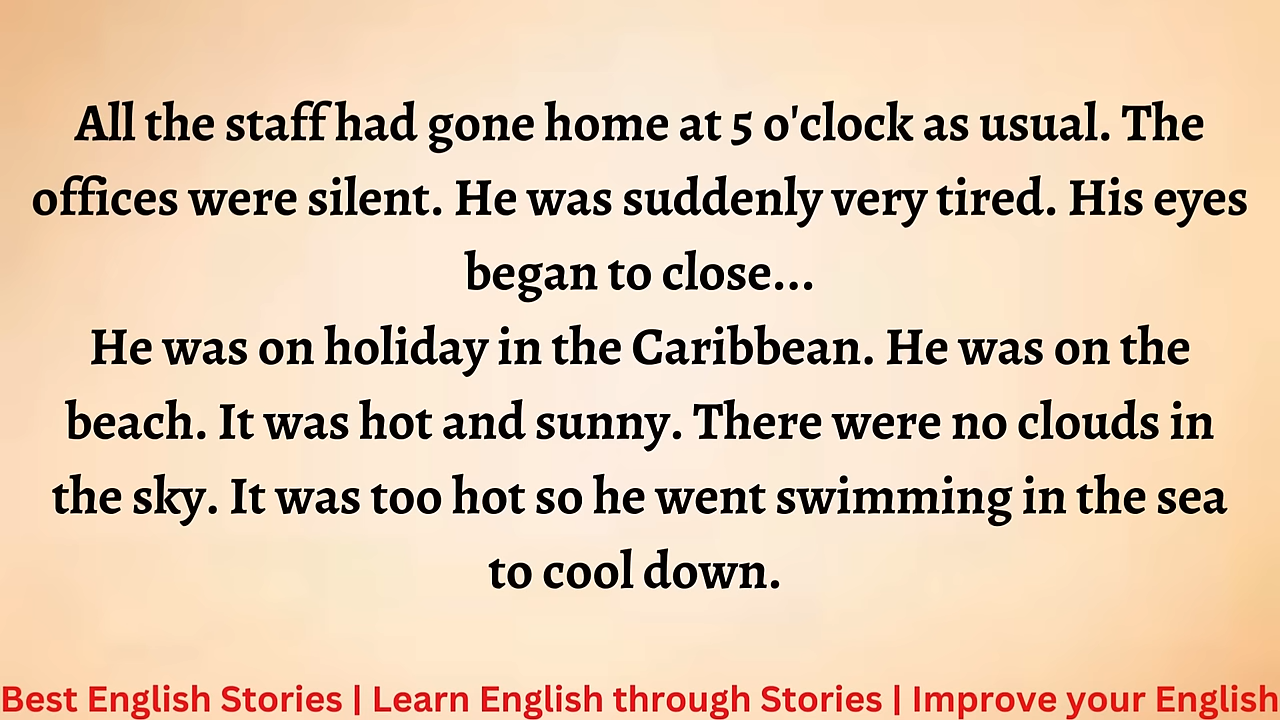 All the staff had gone home at 5 o'clock as usual. The
offices were silent. He was suddenly very tired. His eyes
began to close...
He was on holiday in the Caribbean. He was on the
beach. It was hot and sunny. There were no clouds in
the sky. It was too hot so he went swimming in the sea
to cool down.
Best English Stories | Learn English through Stories | Improve your English